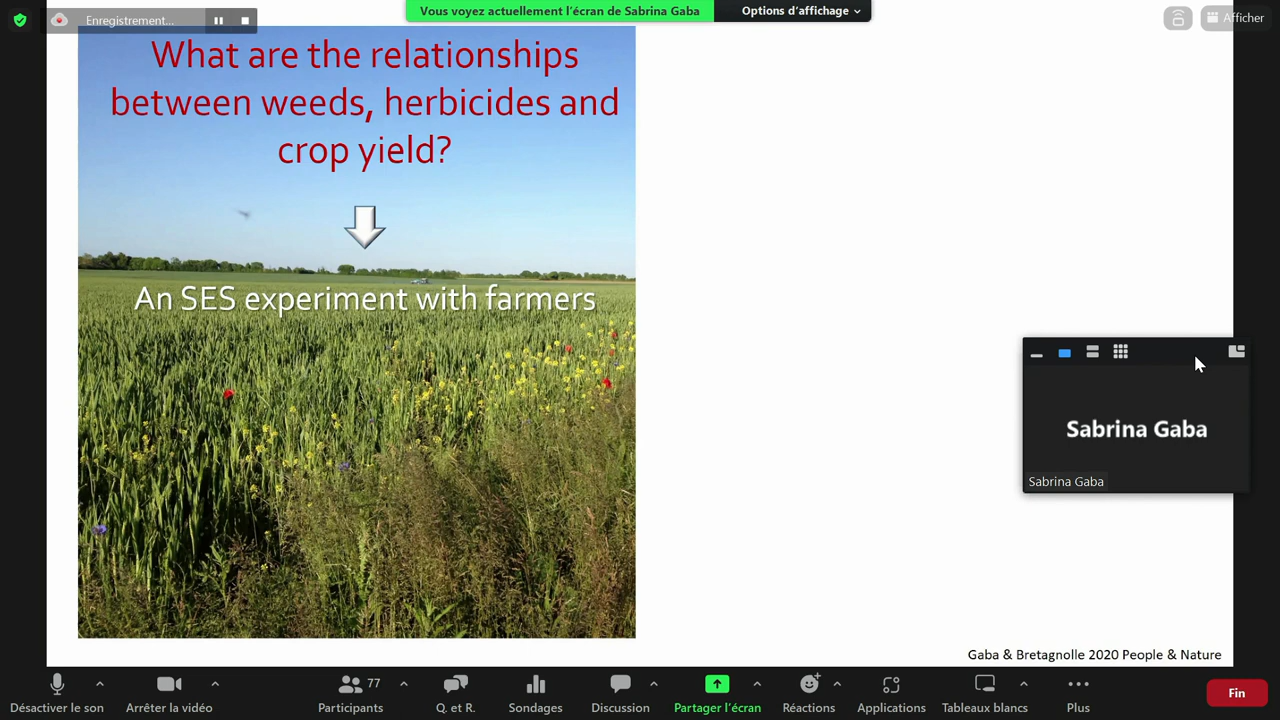 Enregistrement...
Vous voyez actuellement l'écran de Sabrina Gaba
Options d'affichage
Afficher
What are the relationships
between weeds, herbicides and
crop yield?
An SES experiment with farmers
Sabrina Gaba
Sabrina Gaba
Gaba & Bretagnolle 2020 People & Nature
77
Désactiver le son
Arrêter la vidéo
Participants
Q. et R.
Sondages
Discussion
Partager l'écran
Réactions
Applications
Tableaux blancs
Plus
Fin